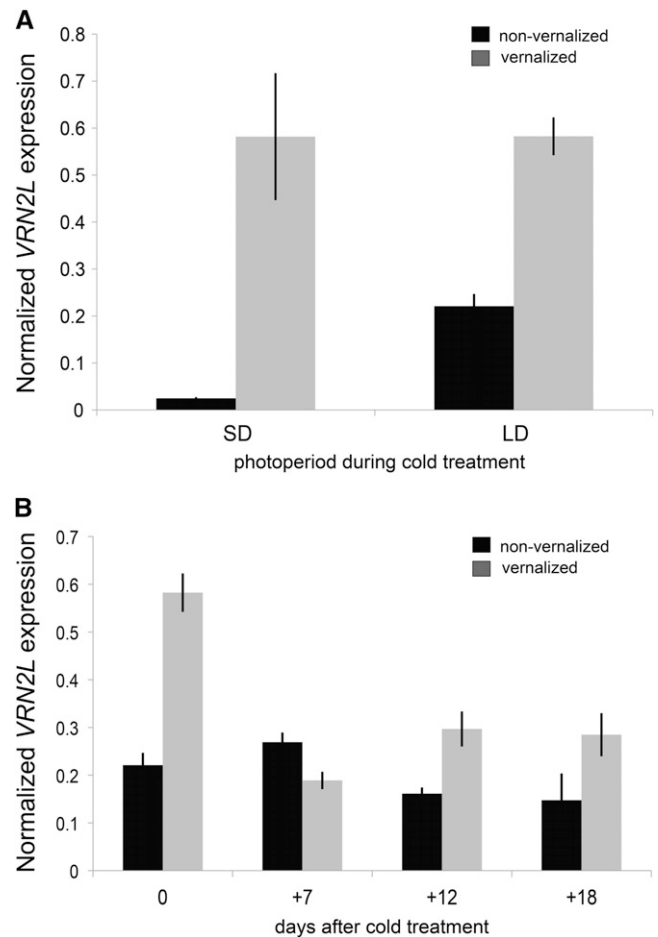 A
Normalized VRN2L expression
0.8
0.7
0.6
0.5
0.4
0.3
0.2
0.1
0
non-vernalized
vernalized
SD LD
photoperiod during cold treatment
B
Normalized VRN2L expression
0.7
0.6
0.5
0.4
0.3
0.2
0.1
0
non-vernalized
vernalized
0 +7 +12 +18
days after cold treatment